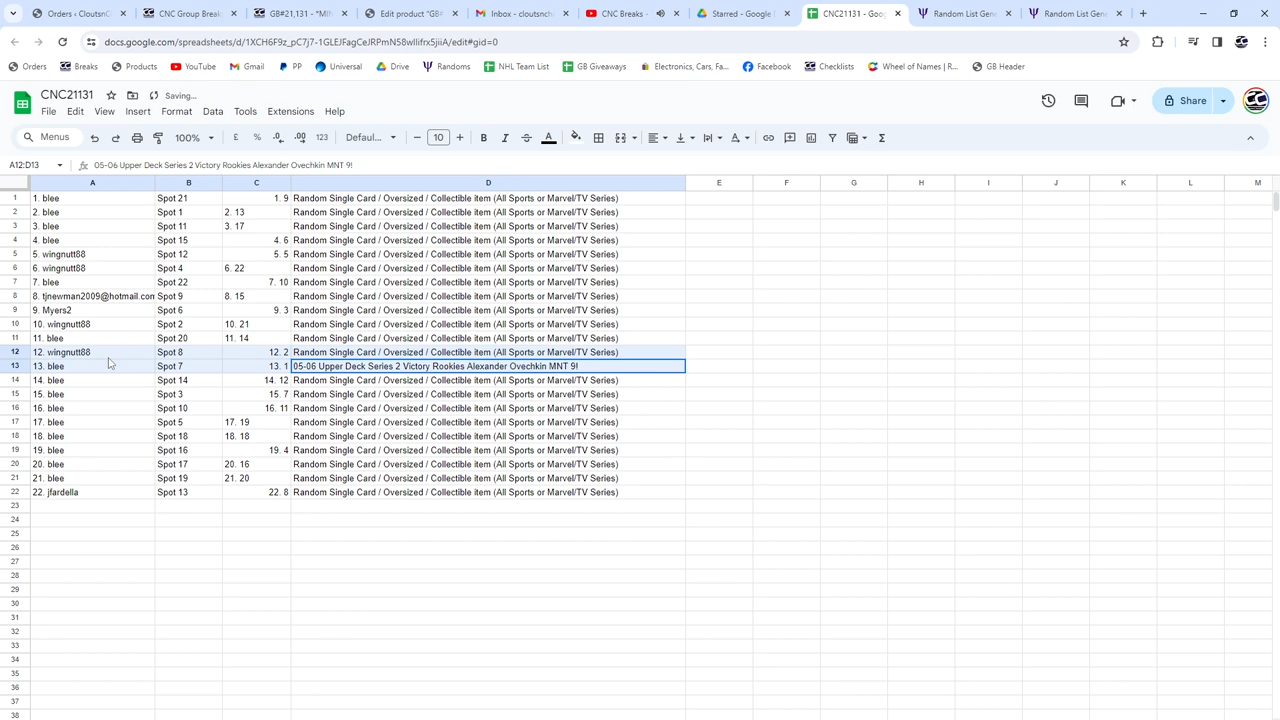 Orders · Cloutsn
CNC Group Break
GB#21,131 - *MIN
Edit product "GB
Inbox - cloutsnch
CNC Breaks -
Starred - Google D
CNC21131 - Goo
Random List Gene
Random List Gene
docs.google.com/spreadsheets/d/1XCH6F9z_pC7j7-1GLEJFagCeJRPmN58wIlifrx5jiiA/edit#gid=0
Orders Breaks Products YouTube Gmail PP Universal Drive Randoms NHL Team List GB Giveaways Electronics, Cars, Fa... Facebook Checklists Wheel of Names | R... GB Header
CNC21131 Saving...
File Edit View Insert Format Data Tools Extensions Help
Share
Menus 100% £ % .0 .00 123 Defaul... 10
A12:D13 05-06 Upper Deck Series 2 Victory Rookies Alexander Ovechkin MNT 9!
A B C D E F G H I J K L M
1 1. blee Spot 21 1. 9 Random Single Card / Oversized / Collectible item (All Sports or Marvel/TV Series)
2 2. blee Spot 1 2. 13 Random Single Card / Oversized / Collectible item (All Sports or Marvel/TV Series)
3 3. blee Spot 11 3. 17 Random Single Card / Oversized / Collectible item (All Sports or Marvel/TV Series)
4 4. blee Spot 15 4. 6 Random Single Card / Oversized / Collectible item (All Sports or Marvel/TV Series)
5 5. wingnutt88 Spot 12 5. 5 Random Single Card / Oversized / Collectible item (All Sports or Marvel/TV Series)
6 6. wingnutt88 Spot 4 6. 22 Random Single Card / Oversized / Collectible item (All Sports or Marvel/TV Series)
7 7. blee Spot 22 7. 10 Random Single Card / Oversized / Collectible item (All Sports or Marvel/TV Series)
8 8. tjnewman2009@hotmail.com Spot 9 8. 15 Random Single Card / Oversized / Collectible item (All Sports or Marvel/TV Series)
9 9. Myers2 Spot 6 9. 3 Random Single Card / Oversized / Collectible item (All Sports or Marvel/TV Series)
10 10. wingnutt88 Spot 2 10. 21 Random Single Card / Oversized / Collectible item (All Sports or Marvel/TV Series)
11 11. blee Spot 20 11. 14 Random Single Card / Oversized / Collectible item (All Sports or Marvel/TV Series)
12 12. wingnutt88 Spot 8 12. 2 Random Single Card / Oversized / Collectible item (All Sports or Marvel/TV Series)
13 13. blee Spot 7 13. 1 05-06 Upper Deck Series 2 Victory Rookies Alexander Ovechkin MNT 9!
14 14. blee Spot 14 14. 12 Random Single Card / Oversized / Collectible item (All Sports or Marvel/TV Series)
15 15. blee Spot 3 15. 7 Random Single Card / Oversized / Collectible item (All Sports or Marvel/TV Series)
16 16. blee Spot 10 16. 11 Random Single Card / Oversized / Collectible item (All Sports or Marvel/TV Series)
17 17. blee Spot 5 17. 19 Random Single Card / Oversized / Collectible item (All Sports or Marvel/TV Series)
18 18. blee Spot 18 18. 18 Random Single Card / Oversized / Collectible item (All Sports or Marvel/TV Series)
19 19. blee Spot 16 19. 4 Random Single Card / Oversized / Collectible item (All Sports or Marvel/TV Series)
20 20. blee Spot 17 20. 16 Random Single Card / Oversized / Collectible item (All Sports or Marvel/TV Series)
21 21. blee Spot 19 21. 20 Random Single Card / Oversized / Collectible item (All Sports or Marvel/TV Series)
22 22. jfardella Spot 13 22. 8 Random Single Card / Oversized / Collectible item (All Sports or Marvel/TV Series)
23
24
25
26
27
28
29
30
31
32
33
34
35
36
37
38